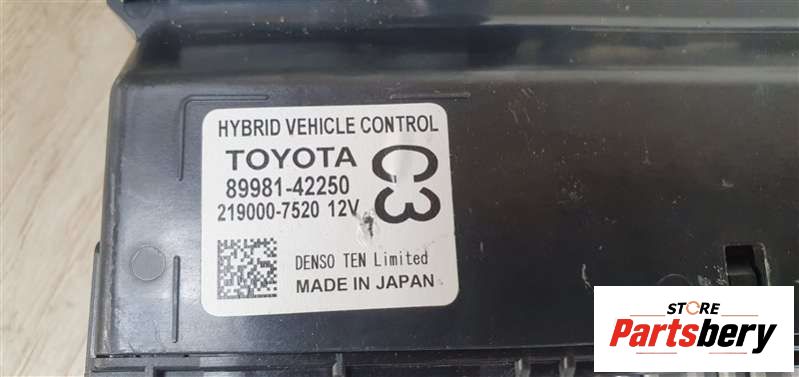 HYBRID VEHICLE CONTROL
TOYOTA
89981-42250
219000-7520 12V
C3
DENSO TEN Limited
MADE IN JAPAN
STORE
Partsbery